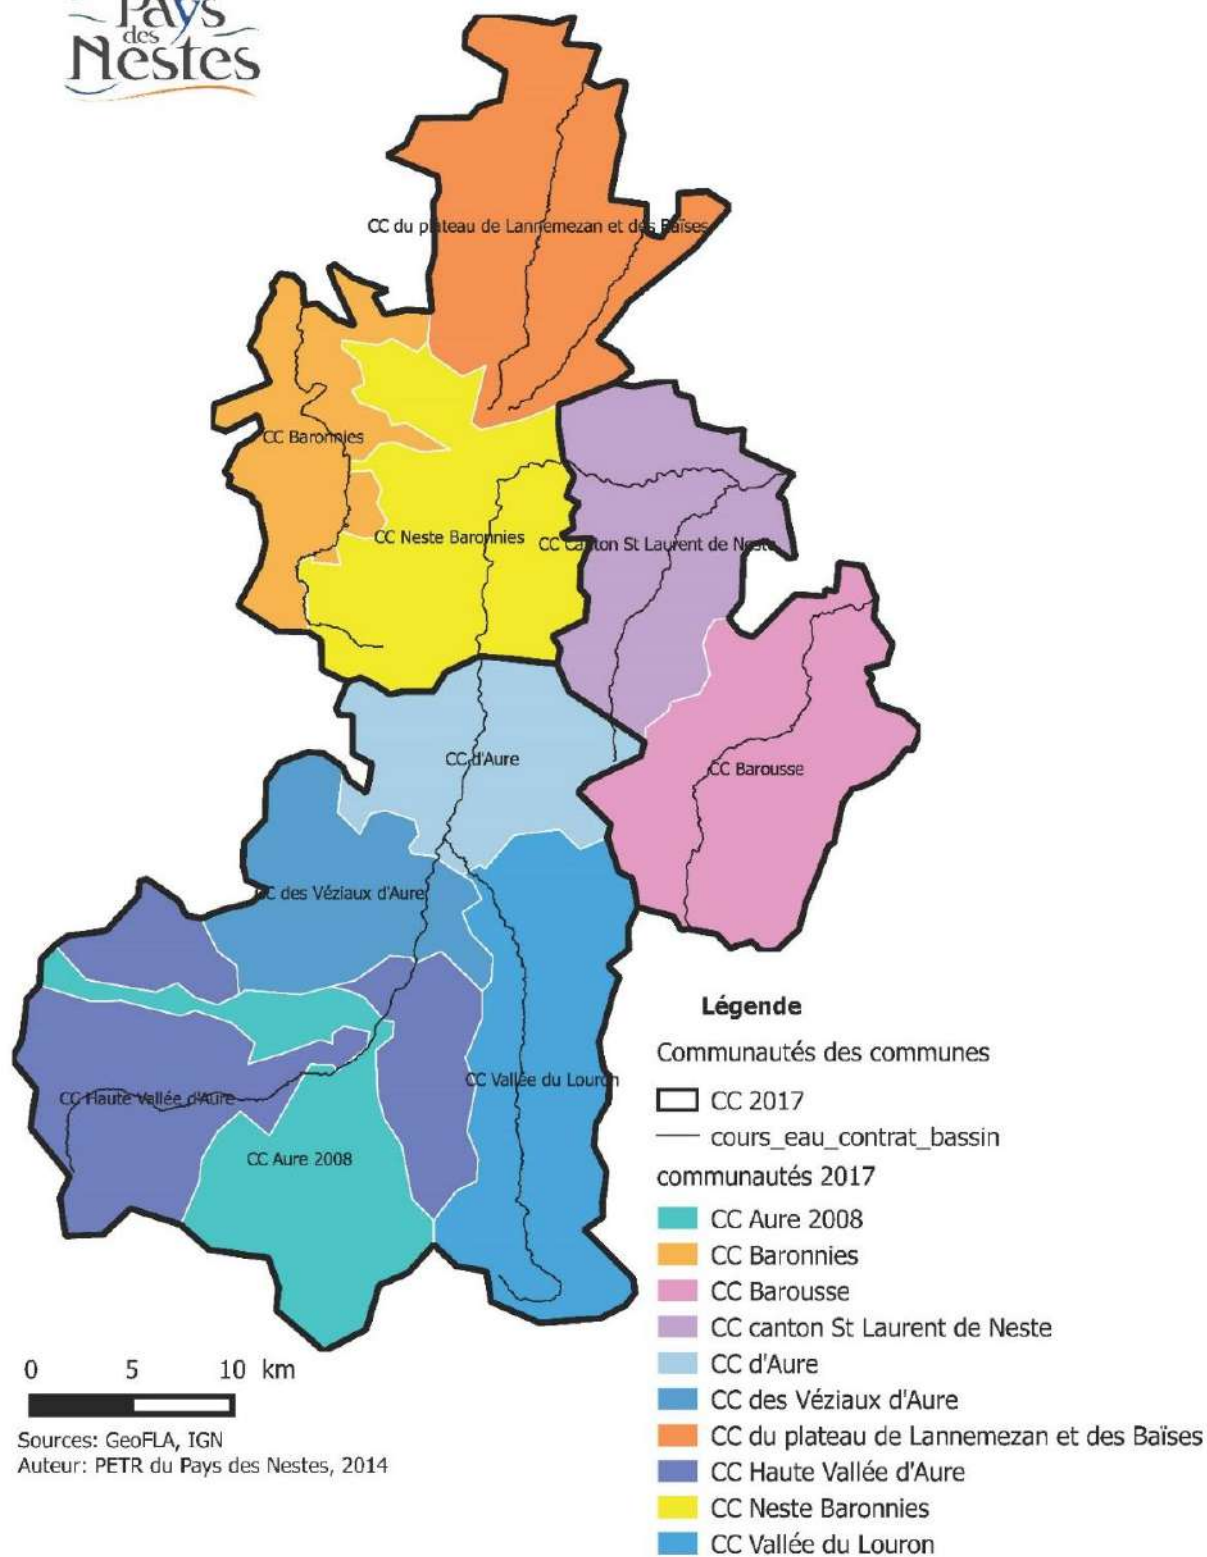 Pays
des
Nestes
CC du plateau de Lannemezan et des Baïses
CC Baronnies
CC Neste Baronnies
CC Canton St Laurent de Neste
CC d'Aure
CC Barousse
CC des Véziaux d'Aure
CC Vallée du Louron
CC Haute Vallée d'Aure
CC Aure 2008
Légende
Communautés des communes
CC 2017
cours_eau_contrat_bassin
communautés 2017
CC Aure 2008
CC Baronnies
CC Barousse
CC canton St Laurent de Neste
CC d'Aure
CC des Véziaux d'Aure
CC du plateau de Lannemezan et des Baïses
CC Haute Vallée d'Aure
CC Neste Baronnies
CC Vallée du Louron
0 5 10 km
Sources: GeoFLA, IGN
Auteur: PETR du Pays des Nestes, 2014